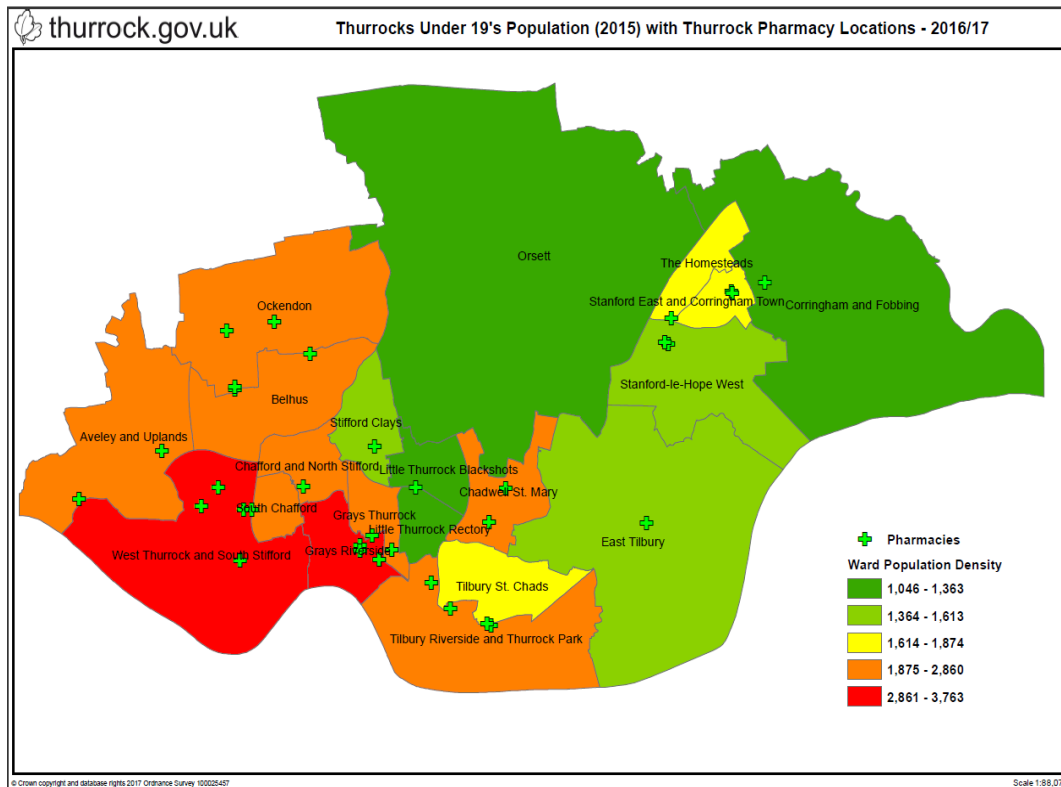 thurrock.gov.uk
Thurrocks Under 19's Population (2015) with Thurrock Pharmacy Locations - 2016/17
Orsett
The Homesteads
Ockendon
Stanford East and Corringham Town
Corringham and Fobbing
Stanford-le-Hope West
Belhus
Stifford Clays
Aveley and Uplands
Chafford and North Stifford
Little Thurrock Blackshots
Chadwell St. Mary
South Chafford
Grays Thurrock
Little Thurrock Rectory
East Tilbury
West Thurrock and South Stifford
Grays Riverside
Tilbury St. Chads
Tilbury Riverside and Thurrock Park
Pharmacies
Ward Population Density
1,046 - 1,363
1,364 - 1,613
1,614 - 1,874
1,875 - 2,860
2,861 - 3,763
© Crown copyright and database rights 2017 Ordnance Survey 100025457
Scale 1:88,07